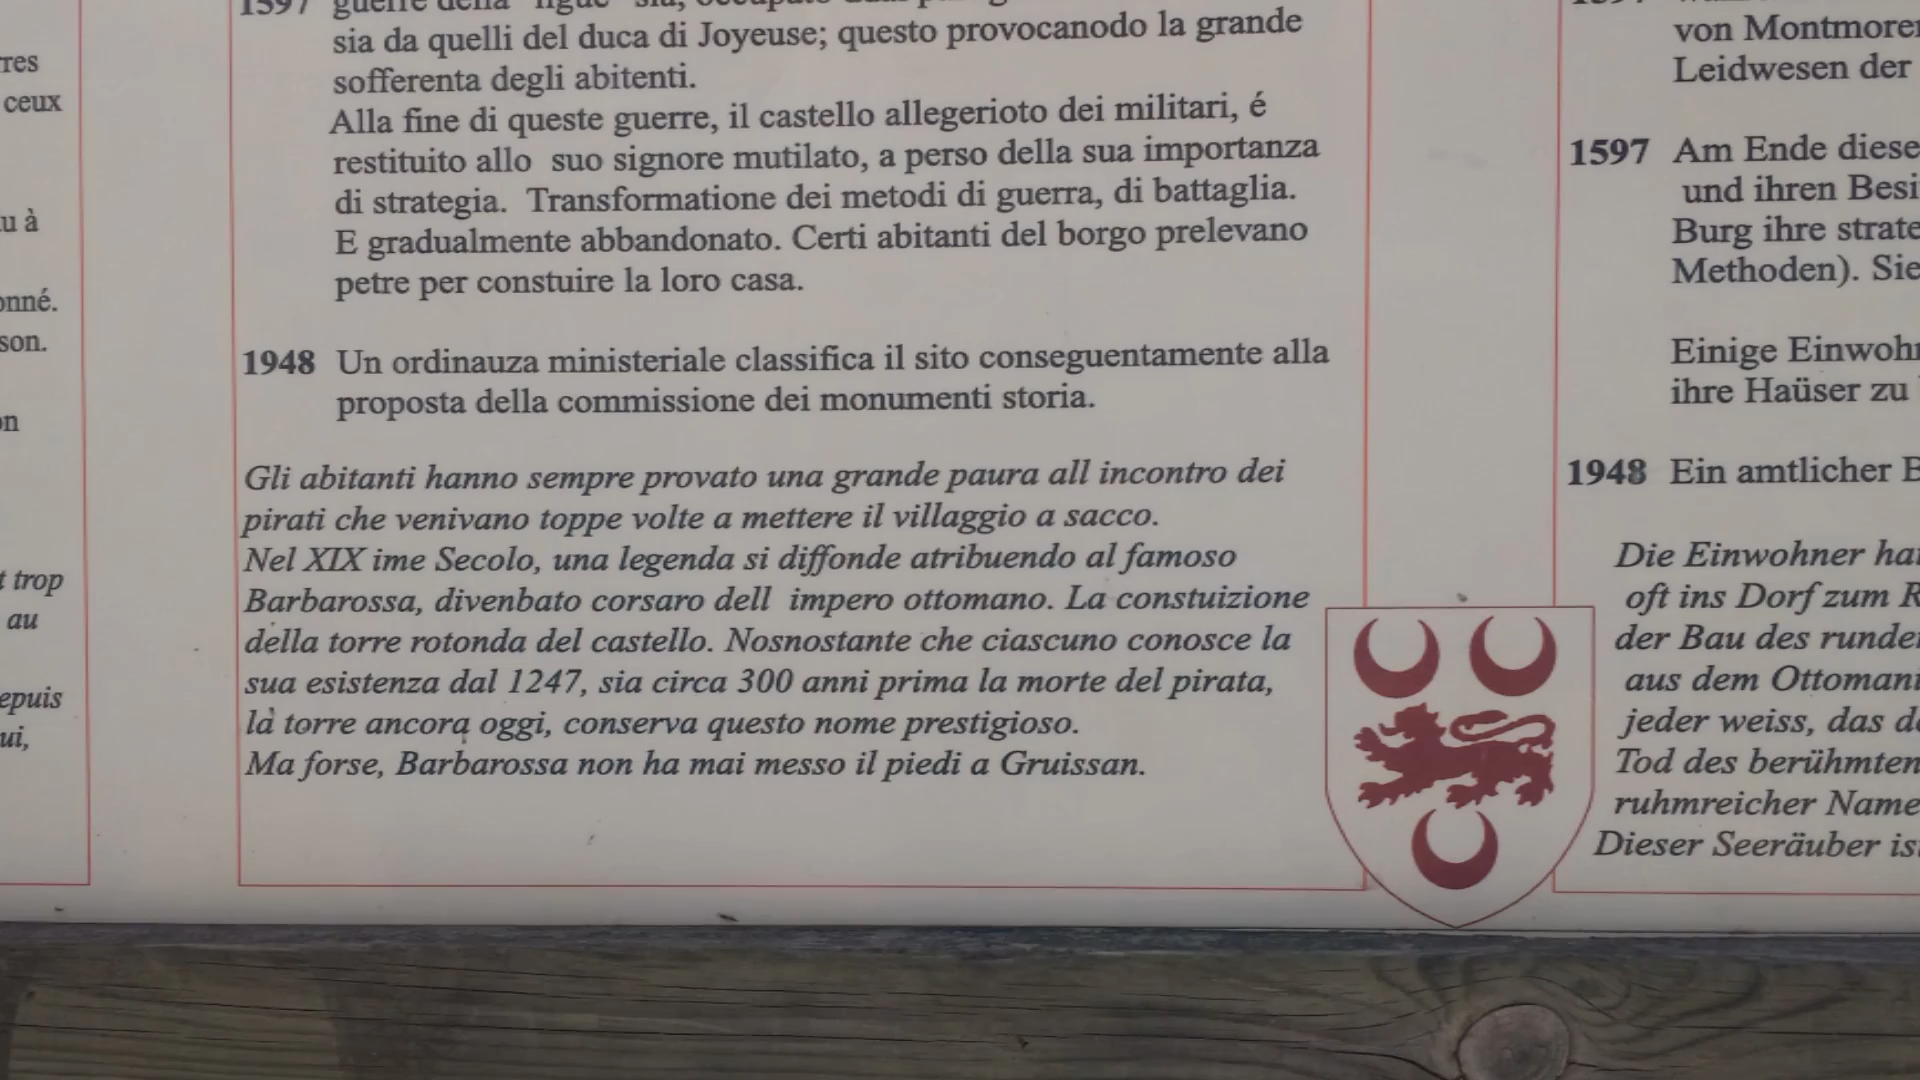 res
ceux
u à
onné.
son.
on
t trop
au
epuis
ui,
1597 guerre della "ligue" sia, occupato
sia da quelli del duca di Joyeuse; questo provocanodo la grande
sofferenta degli abitenti.
Alla fine di queste guerre, il castello allegerioto dei militari, é
restituito allo suo signore mutilato, a perso della sua importanza
di strategia. Transformatione dei metodi di guerra, di battaglia.
E gradualmente abbandonato. Certi abitanti del borgo prelevano
petre per constuire la loro casa.
1948 Un ordinauza ministeriale classifica il sito conseguentamente alla
proposta della commissione dei monumenti storia.
Gli abitanti hanno sempre provato una grande paura all incontro dei
pirati che venivano toppe volte a mettere il villaggio a sacco.
Nel XIX ime Secolo, una legenda si diffonde atribuendo al famoso
Barbarossa, divenbato corsaro dell impero ottomano. La constuizione
della torre rotonda del castello. Nosnostante che ciascuno conosce la
sua esistenza dal 1247, sia circa 300 anni prima la morte del pirata,
la torre ancora oggi, conserva questo nome prestigioso.
Ma forse, Barbarossa non ha mai messo il piedi a Gruissan.
von Montmore
Leidwesen der
1597 Am Ende diese
und ihren Besi
Burg ihre strate
Methoden). Sie
Einige Einwohn
ihre Haüser zu
1948 Ein amtlicher B
Die Einwohner ha
oft ins Dorf zum R
der Bau des runde
aus dem Ottomani
jeder weiss, das d
Tod des berühmten
ruhmreicher Name
Dieser Seeräuber is